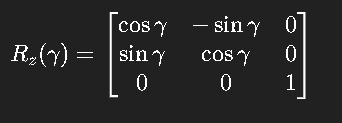 R_z(γ) = [ cos γ  − sin γ  0
sin γ  cos γ  0
0  0  1 ]